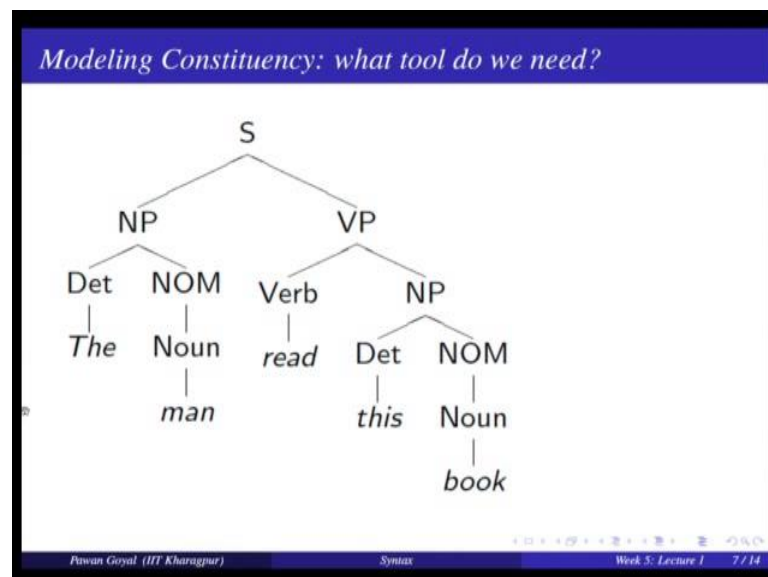 Modeling Constituency: what tool do we need?
S
NP VP
Det NOM Verb NP
The Noun read Det NOM
man this Noun
book
Pawan Goyal (IIT Kharagpur) Syntax Week 5: Lecture 1 7 / 14